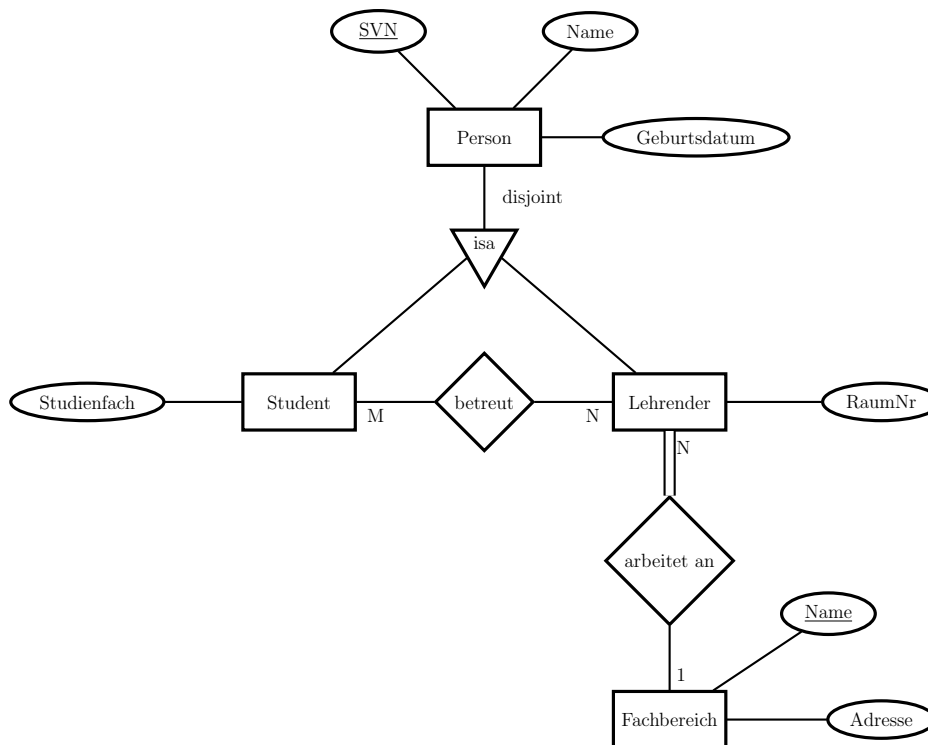 SVN
Name
Person
Geburtsdatum
disjoint
isa
Studienfach
Student
M
betreut
N
Lehrender
RaumNr
N
arbeitet an
Name
1
Fachbereich
Adresse